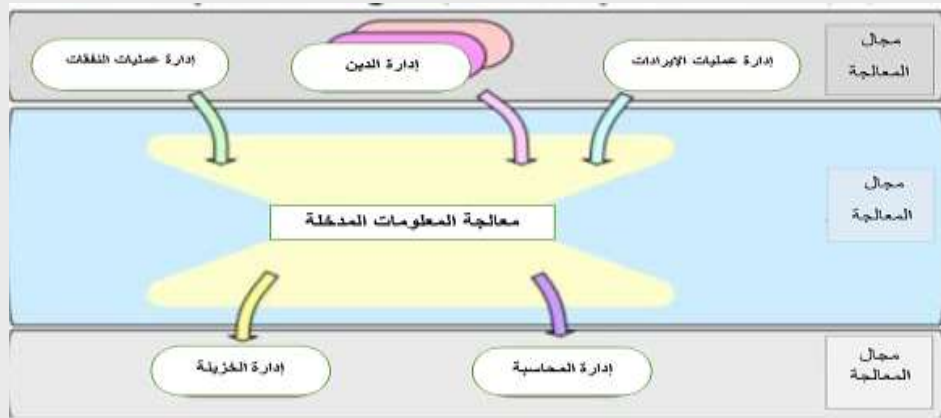 مجال
المعالجة
إدارة عمليات الإيرادات
إدارة الدين
إدارة عمليات النفقات
مجال
المعالجة
معالجة المعلومات المدخلة
مجال
المعالجة
إدارة المحاسبة
إدارة الخزينة